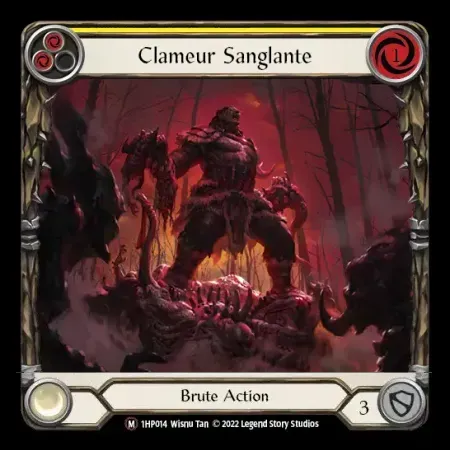 Clameur Sanglante
1
Brute Action
3
M 1HP014 Wisnu Tan © 2022 Legend Story Studios